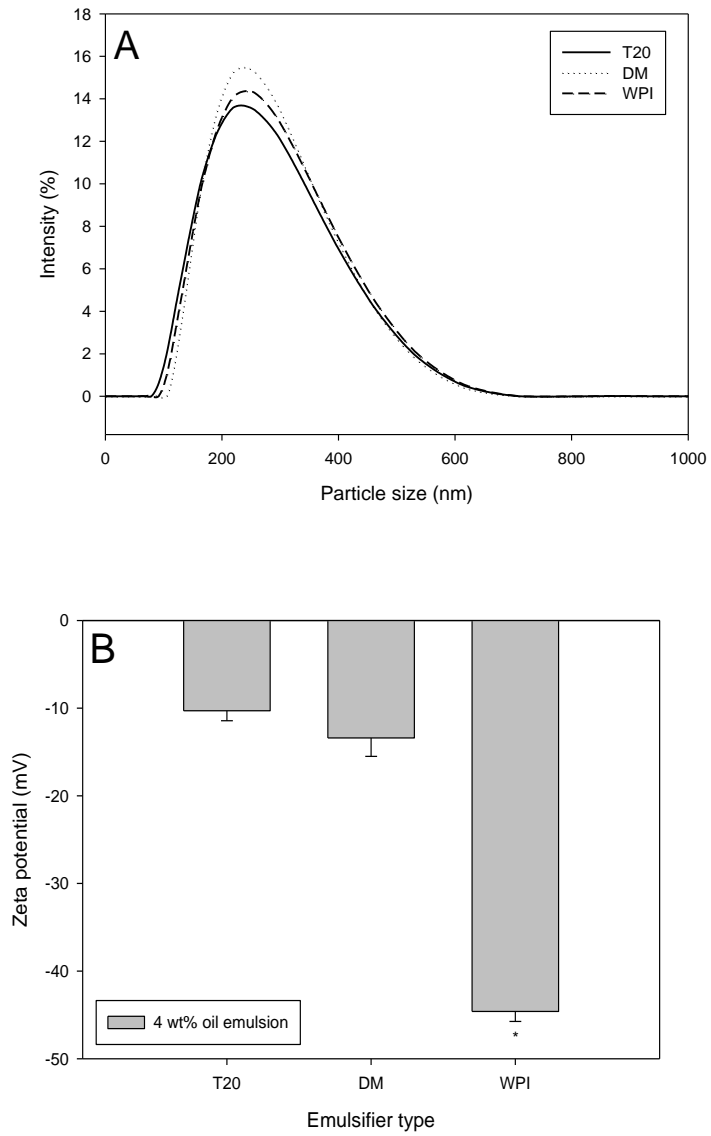 A
T20
DM
WPI
18
16
14
12
10
8
6
4
2
0
Intensity (%)
0 200 400 600 800 1000
Particle size (nm)
B
0
-10
-20
-30
-40
-50
Zeta potential (mV)
*
4 wt% oil emulsion
T20 DM WPI
Emulsifier type